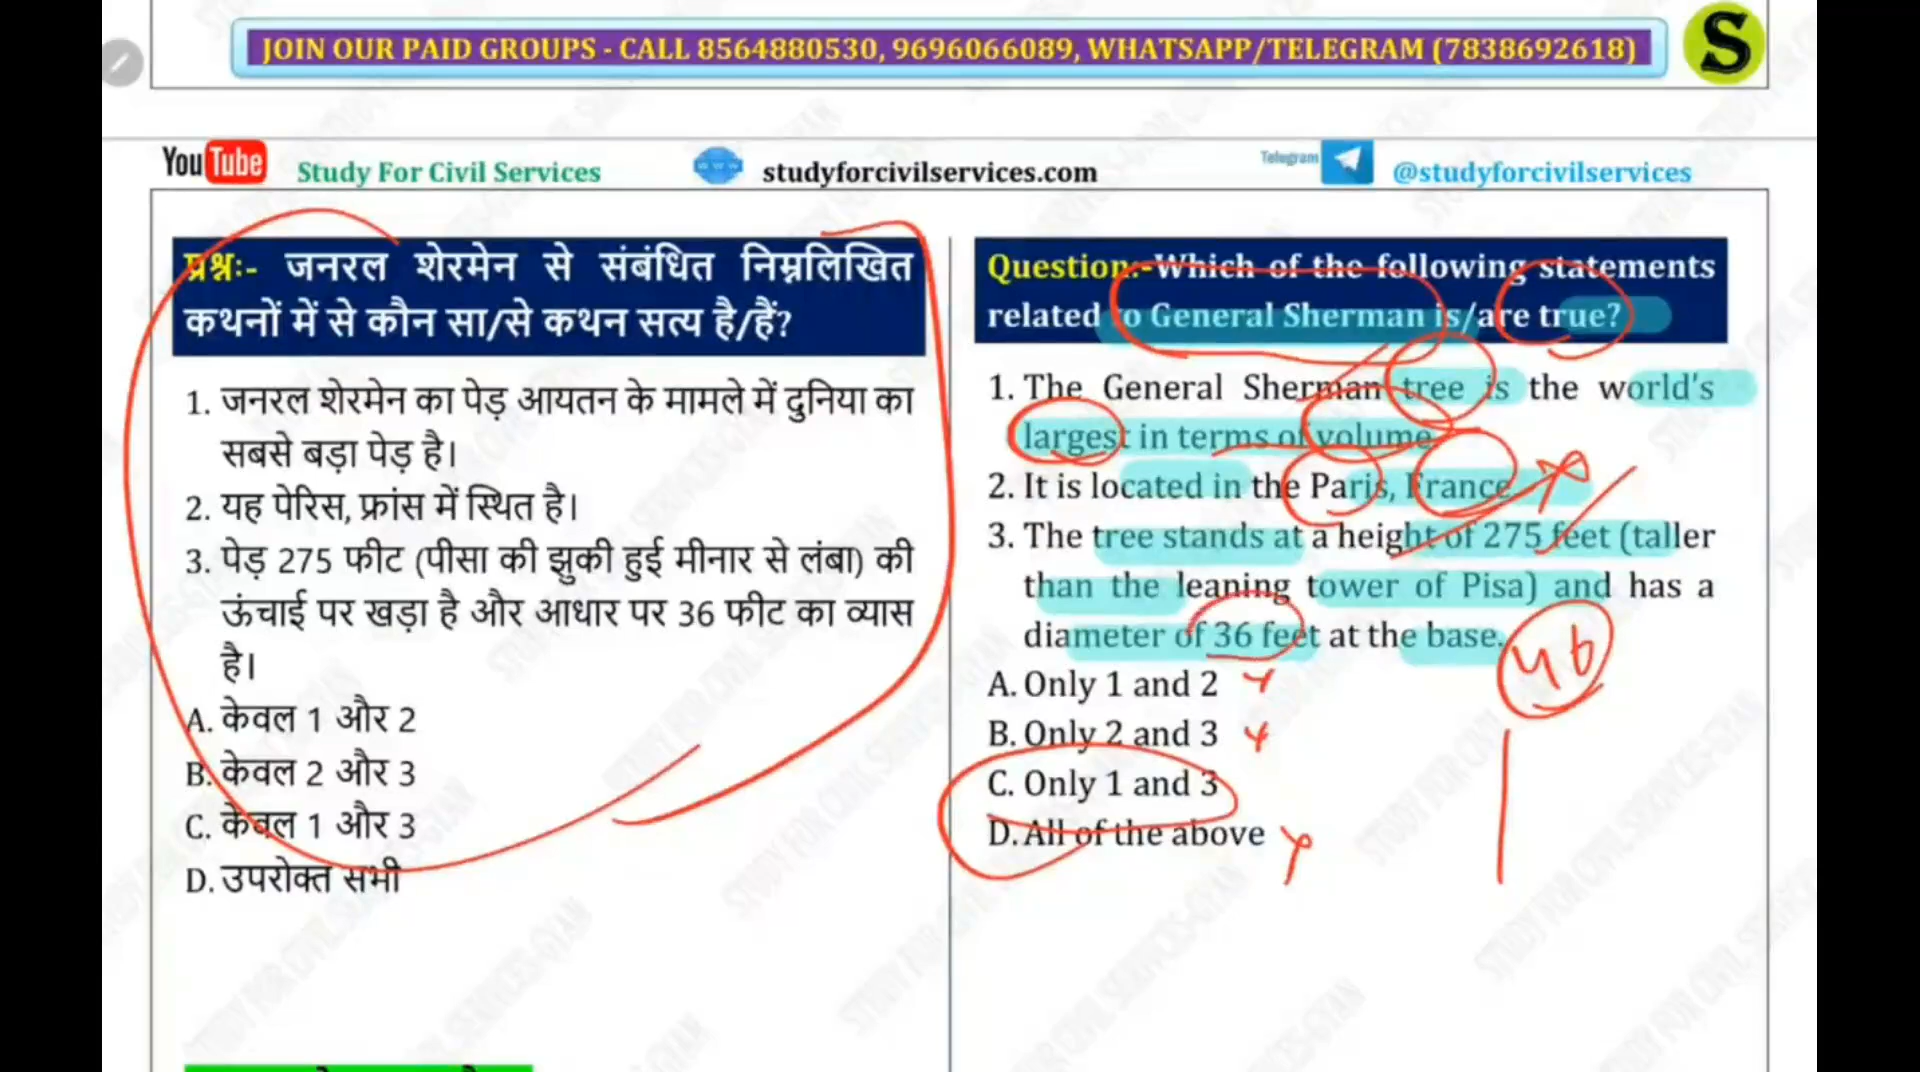 JOIN OUR PAID GROUPS - CALL 8564880530, 9696066089, WHATSAPP/TELEGRAM (7838692618)
S
YouTube Study For Civil Services
www studyforcivilservices.com
Telegram @studyforcivilservices
प्रश्नः- जनरल शेरमेन से संबंधित निम्नलिखित
कथनों में से कौन सा/से कथन सत्य है/हैं?
1. जनरल शेरमेन का पेड़ आयतन के मामले में दुनिया का
सबसे बड़ा पेड़ है।
2. यह पेरिस, फ्रांस में स्थित है।
3. पेड़ 275 फीट (पीसा की झुकी हुई मीनार से लंबा) की
ऊंचाई पर खड़ा है और आधार पर 36 फीट का व्यास
है।
A. केवल 1 और 2
B. केवल 2 और 3
C. केवल 1 और 3
D. उपरोक्त सभी
Question:-Which of the following statements
related to General Sherman is/are true?
1. The General Sherman tree is the world's
largest in terms of volume.
2. It is located in the Paris, France.
3. The tree stands at a height of 275 feet (taller
than the leaning tower of Pisa) and has a
diameter of 36 feet at the base.
A. Only 1 and 2
B. Only 2 and 3
C. Only 1 and 3
D. All of the above
STUDY FOR CIVIL SERVICES-GYAN